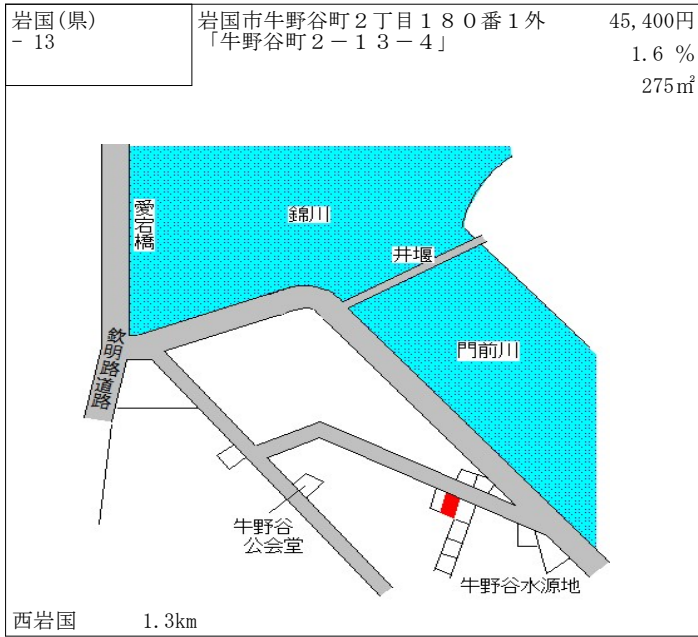 岩国(県)
- 13
岩国市牛野谷町２丁目１８０番１外
「牛野谷町２－１３－４」
45,400円
1.6 %
275㎡
愛宕橋
錦川
井堰
門前川
欽明路道路
牛野谷
公会堂
牛野谷水源地
西岩国 1.3km